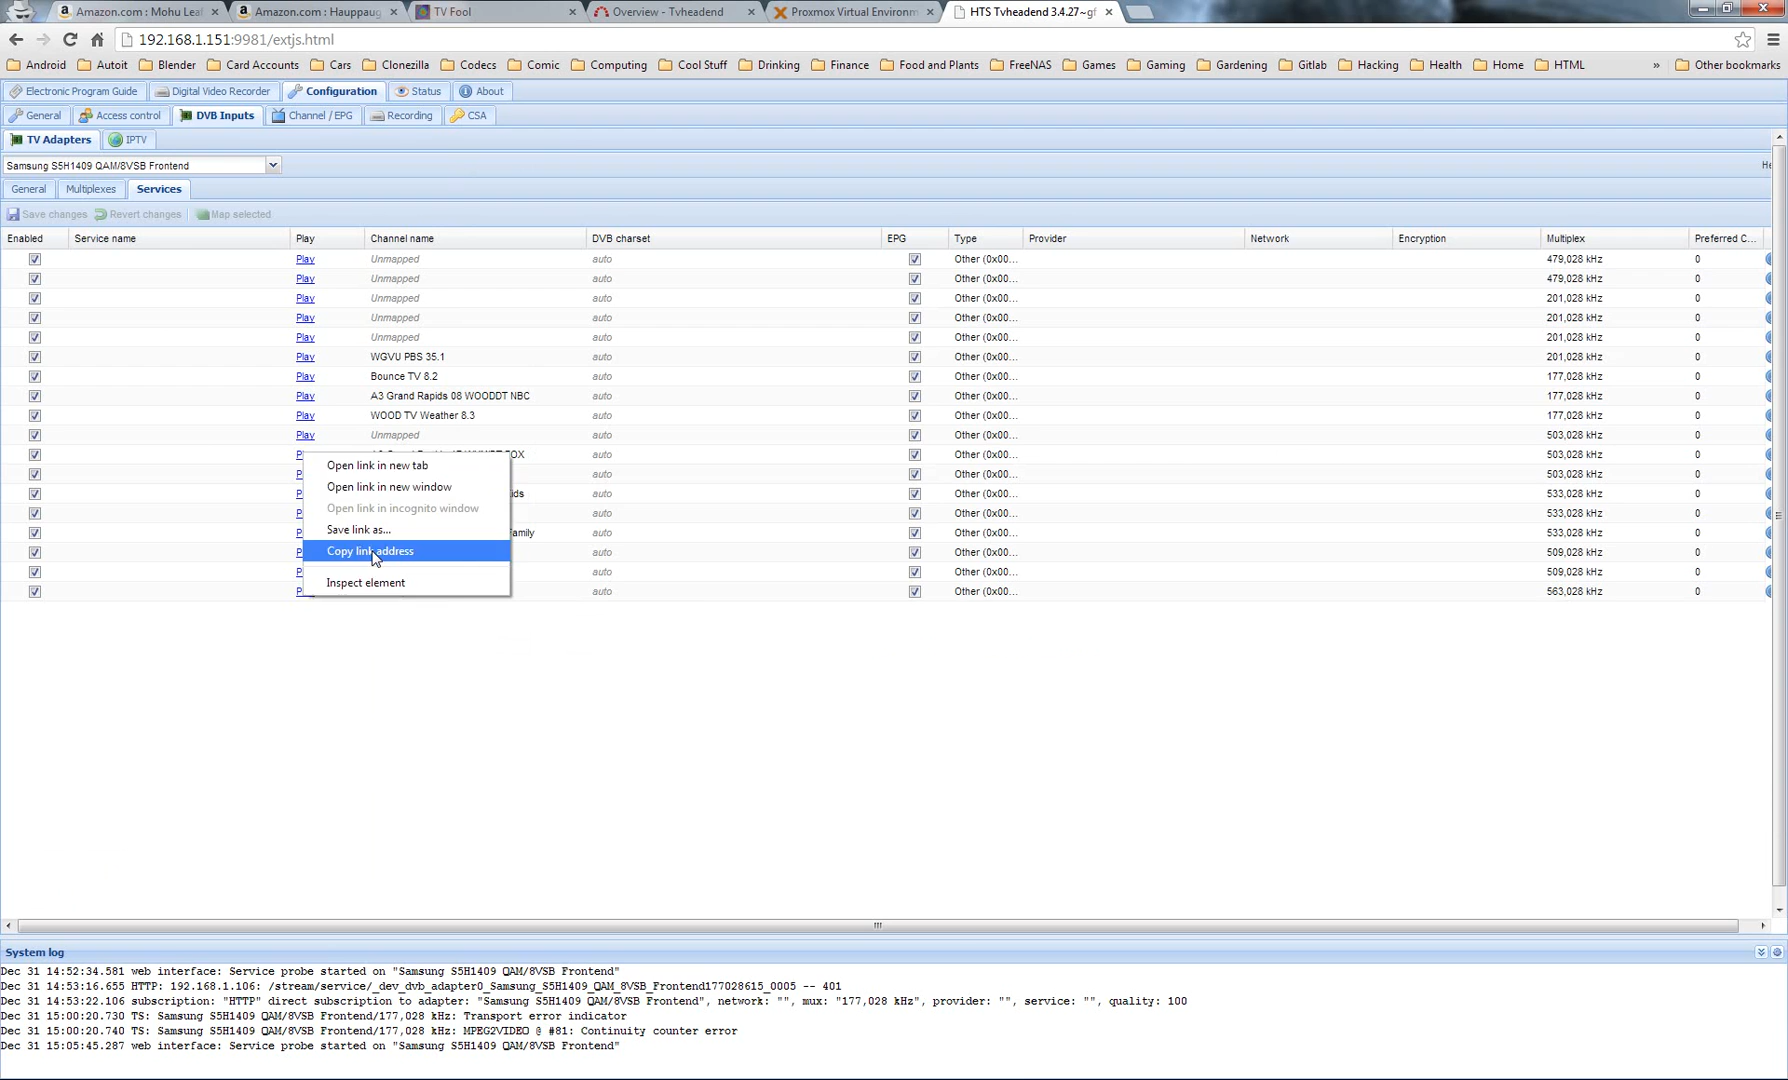 Amazon.com : Mohu Leaf
Amazon.com : Hauppaug
TV Fool
Overview - Tvheadend
Proxmox Virtual Environm
HTS Tvheadend 3.4.27~gf
192.168.1.151:9981/extjs.html
Android Autoit Blender Card Accounts Cars Clonezilla Codecs Comic Computing Cool Stuff Drinking Finance Food and Plants FreeNAS Games Gaming Gardening Gitlab Hacking Health Home HTML » Other bookmarks
Electronic Program Guide Digital Video Recorder Configuration Status About
General Access control DVB Inputs Channel / EPG Recording CSA
TV Adapters IPTV
Samsung S5H1409 QAM/8VSB Frontend He
General Multiplexes Services
Save changes Revert changes Map selected
Enabled Service name Play Channel name DVB charset EPG Type Provider Network Encryption Multiplex Preferred C...
Play Unmapped auto Other (0x00... 479,028 kHz 0
Play Unmapped auto Other (0x00... 479,028 kHz 0
Play Unmapped auto Other (0x00... 201,028 kHz 0
Play Unmapped auto Other (0x00... 201,028 kHz 0
Play Unmapped auto Other (0x00... 201,028 kHz 0
Play WGVU PBS 35.1 auto Other (0x00... 201,028 kHz 0
Play Bounce TV 8.2 auto Other (0x00... 177,028 kHz 0
Play A3 Grand Rapids 08 WOODDT NBC auto Other (0x00... 177,028 kHz 0
Play WOOD TV Weather 8.3 auto Other (0x00... 177,028 kHz 0
Play Unmapped auto Other (0x00... 503,028 kHz 0
P OX auto Other (0x00... 503,028 kHz 0
P auto Other (0x00... 503,028 kHz 0
P ids auto Other (0x00... 533,028 kHz 0
P auto Other (0x00... 533,028 kHz 0
P Family auto Other (0x00... 533,028 kHz 0
P auto Other (0x00... 509,028 kHz 0
P auto Other (0x00... 509,028 kHz 0
P auto Other (0x00... 563,028 kHz 0
Open link in new tab
Open link in new window
Open link in incognito window
Save link as...
Copy link address
Inspect element
System log
Dec 31 14:52:34.581 web interface: Service probe started on "Samsung S5H1409 QAM/8VSB Frontend"
Dec 31 14:53:16.655 HTTP: 192.168.1.106: /stream/service/_dev_dvb_adapter0_Samsung_S5H1409_QAM_8VSB_Frontend177028615_0005 -- 401
Dec 31 14:53:22.106 subscription: "HTTP" direct subscription to adapter: "Samsung S5H1409 QAM/8VSB Frontend", network: "", mux: "177,028 kHz", provider: "", service: "", quality: 100
Dec 31 15:00:20.730 TS: Samsung S5H1409 QAM/8VSB Frontend/177,028 kHz: Transport error indicator
Dec 31 15:00:20.740 TS: Samsung S5H1409 QAM/8VSB Frontend/177,028 kHz: MPEG2VIDEO @ #81: Continuity counter error
Dec 31 15:05:45.287 web interface: Service probe started on "Samsung S5H1409 QAM/8VSB Frontend"